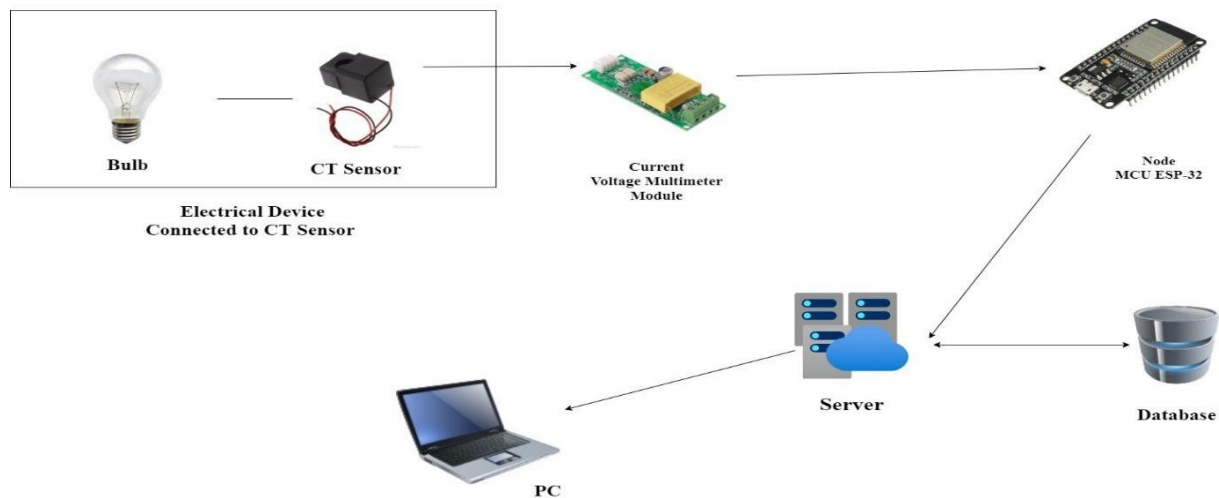 Bulb
CT Sensor
Electrical Device
Connected to CT Sensor
Current
Voltage Multimeter
Module
Node
MCU ESP-32
Server
Database
PC